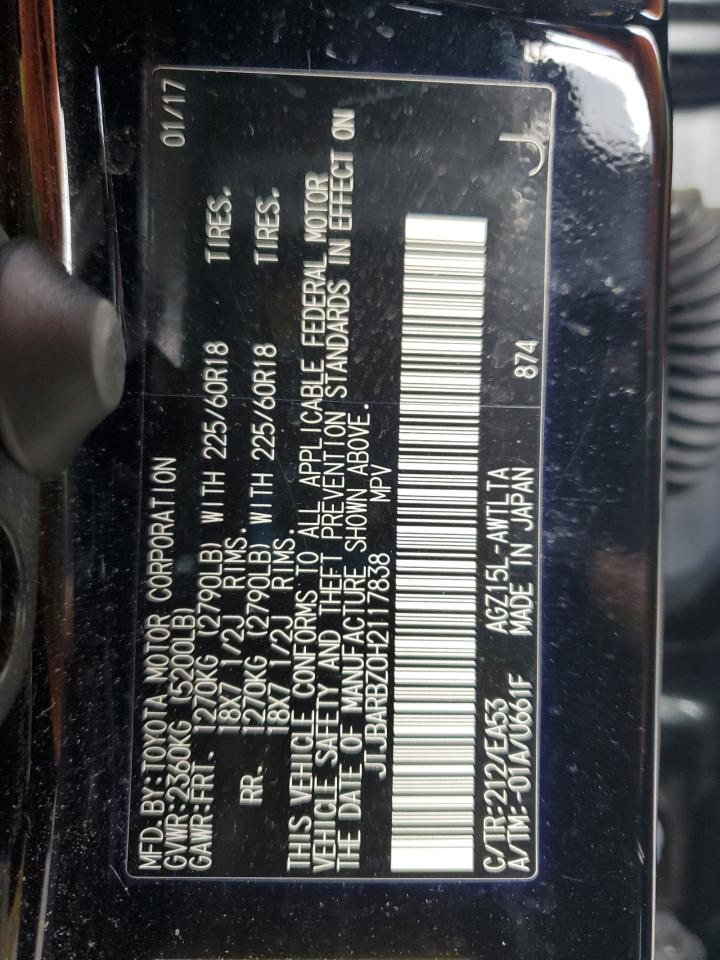 MFD.BY:TOYOTA MOTOR CORPORATION 01/17
GVWR:2360KG (5200LB)
GAWR:FRT. 1270KG (2790LB) WITH 225/60R18 TIRES.
18X7 1/2J RIMS.
RR. 1270KG (2790LB) WITH 225/60R18 TIRES.
18X7 1/2J RIMS.
THIS VEHICLE CONFORMS TO ALL APPLICABLE FEDERAL MOTOR
VEHICLE SAFETY AND THEFT PREVENTION STANDARDS IN EFFECT ON
THE DATE OF MANUFACTURE SHOWN ABOVE.
JTJBARBZ0H2117838 MPV
C/TR:212/EA53 AGZ15L-AWTLTA
A/TM:-01A/U661F MADE IN JAPAN 874